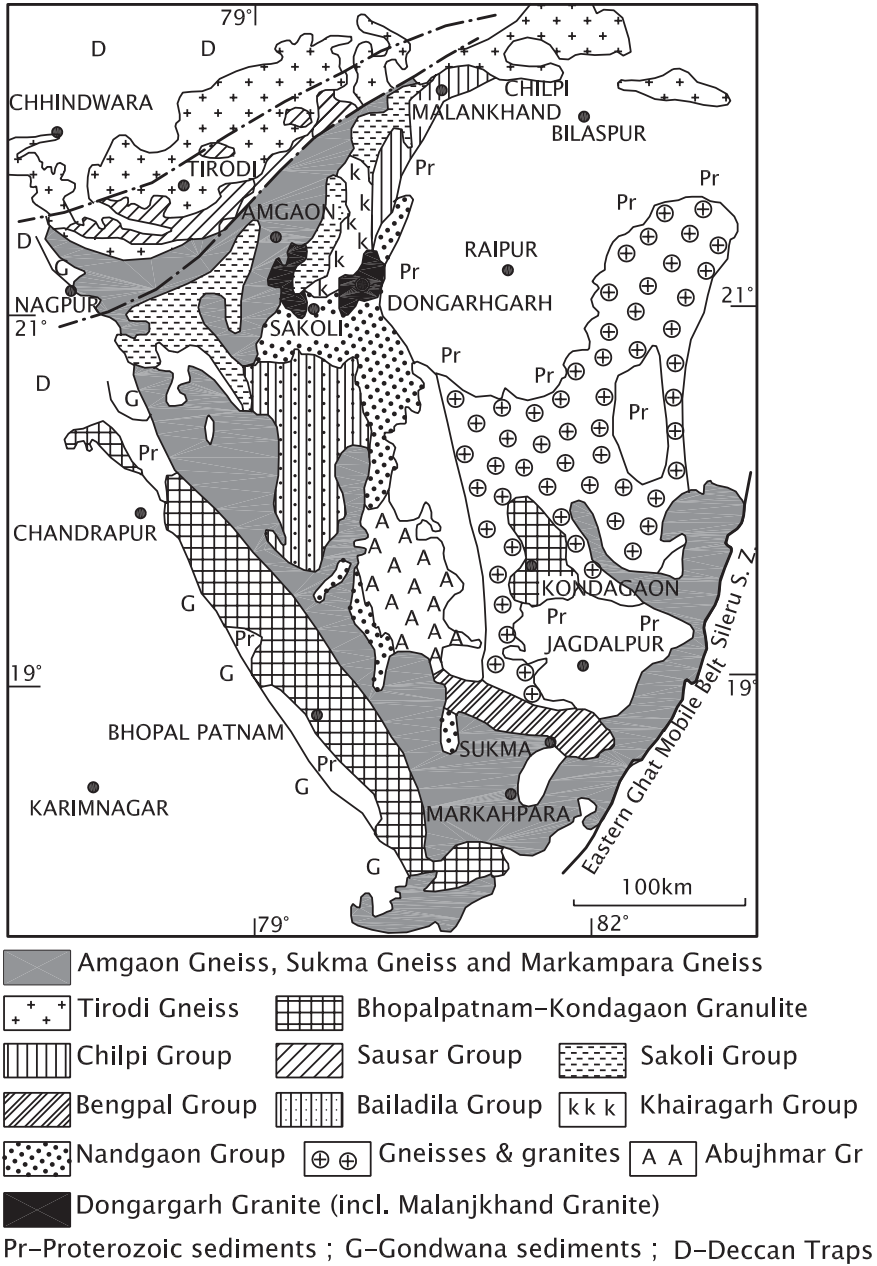 79°
D D
CHHINDWARA
CHILPI
MALANKHAND
BILASPUR
TIRODI
Pr
k
Pr
Pr
AMGAON
k
k
D
k
RAIPUR
G
Pr
NAGPUR
k
DONGARHGARH
21°
21°
SAKOLI
Pr
D
Pr
G
Pr
Pr
CHANDRAPUR
A
A A
A A
A A A
KONDAGAON
A A
G
A A A
Pr
Pr
Pr
A A
JAGDALPUR
A A
G
19°
19°
BHOPAL PATNAM
SUKMA
Pr
G
KARIMNAGAR
MARKAHPARA
Eastern Ghat Mobile Belt Sileru S. Z.
G
100km
79°
82°
Amgaon Gneiss, Sukma Gneiss and Markampara Gneiss
Tirodi Gneiss Bhopalpatnam-Kondagaon Granulite
Chilpi Group Sausar Group Sakoli Group
Bengpal Group Bailadila Group k k k Khairagarh Group
Nandgaon Group Gneisses & granites A A Abujhmar Gr
Dongargarh Granite (incl. Malanjkhand Granite)
Pr-Proterozoic sediments ; G-Gondwana sediments ; D-Deccan Traps